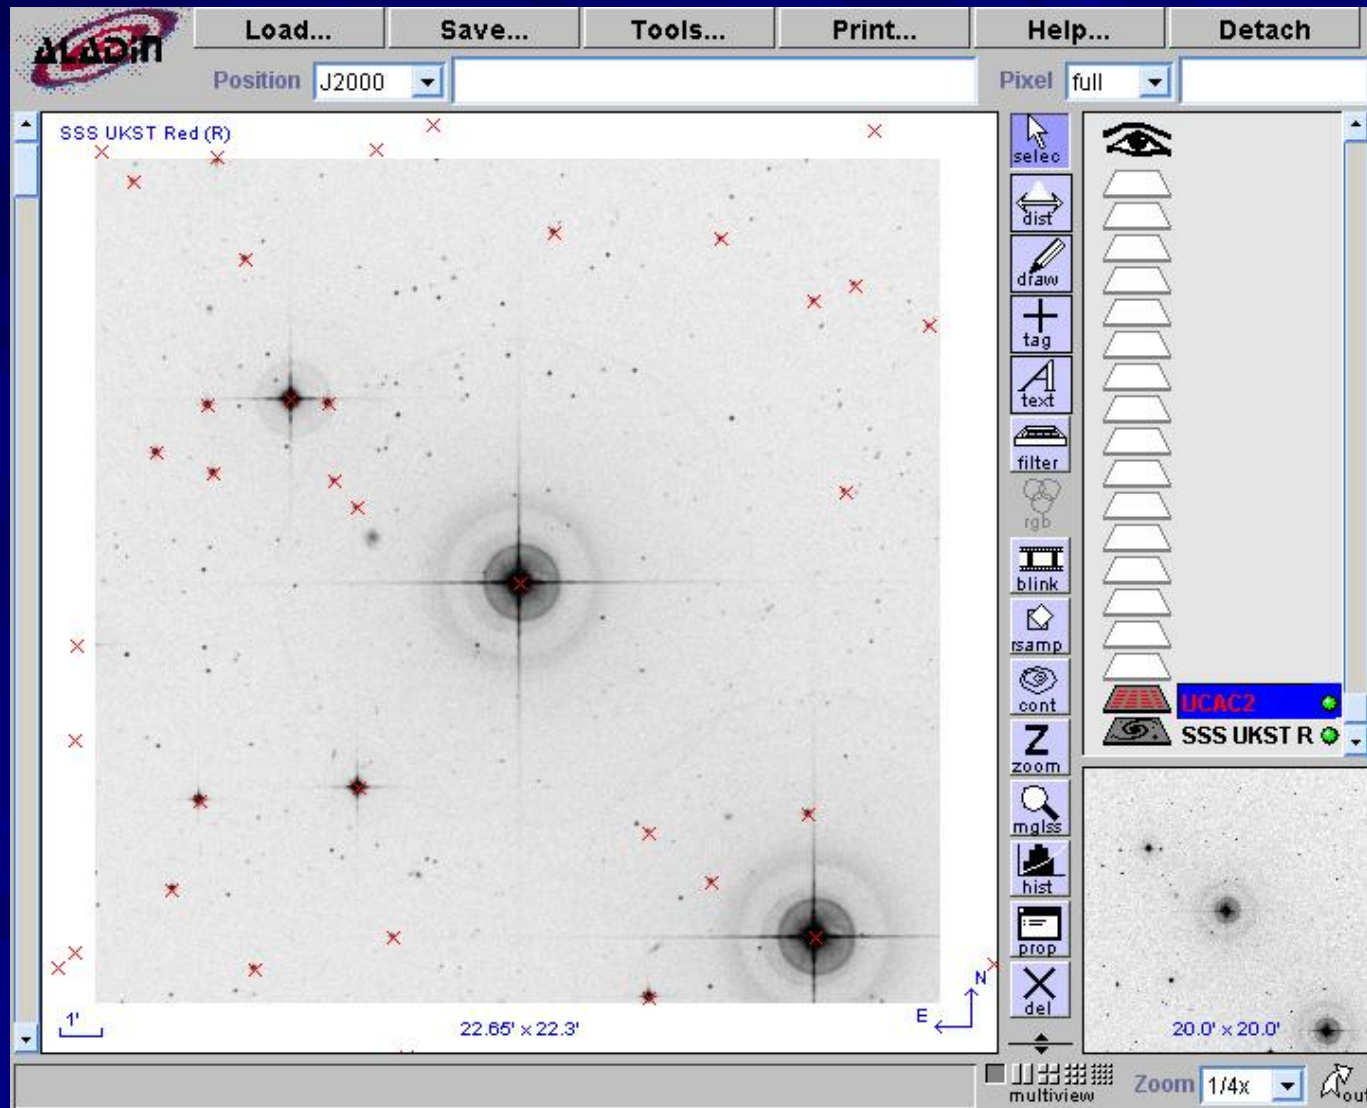 ALADIN
Load... Save... Tools... Print... Help... Detach
Position J2000 Pixel full
SSS UKST Red (R)
selec
dist
draw
tag
text
filter
rgb
blink
rsamp
cont
Z
zoom
mglss
hist
prop
del
UCAC2
SSS UKST R
1'
22.65' x 22.3'
N
E
20.0' x 20.0'
multiview Zoom 1/4x out